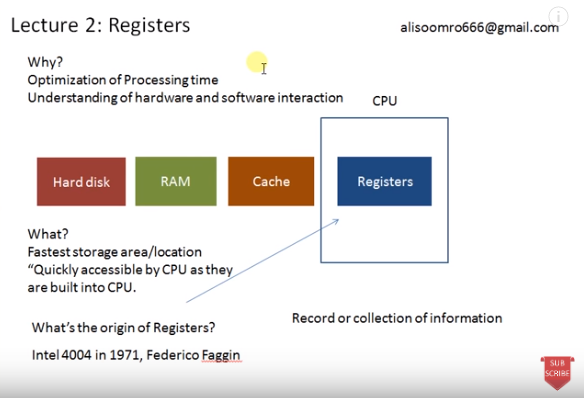 Lecture 2: Registers
alisoomro666@gmail.com
Why?
Optimization of Processing time
Understanding of hardware and software interaction
CPU
Hard disk
RAM
Cache
Registers
What?
Fastest storage area/location
“Quickly accessible by CPU as they
are built into CPU.
Record or collection of information
What’s the origin of Registers?
Intel 4004 in 1971, Federico Faggin
SUB
SCRIBE